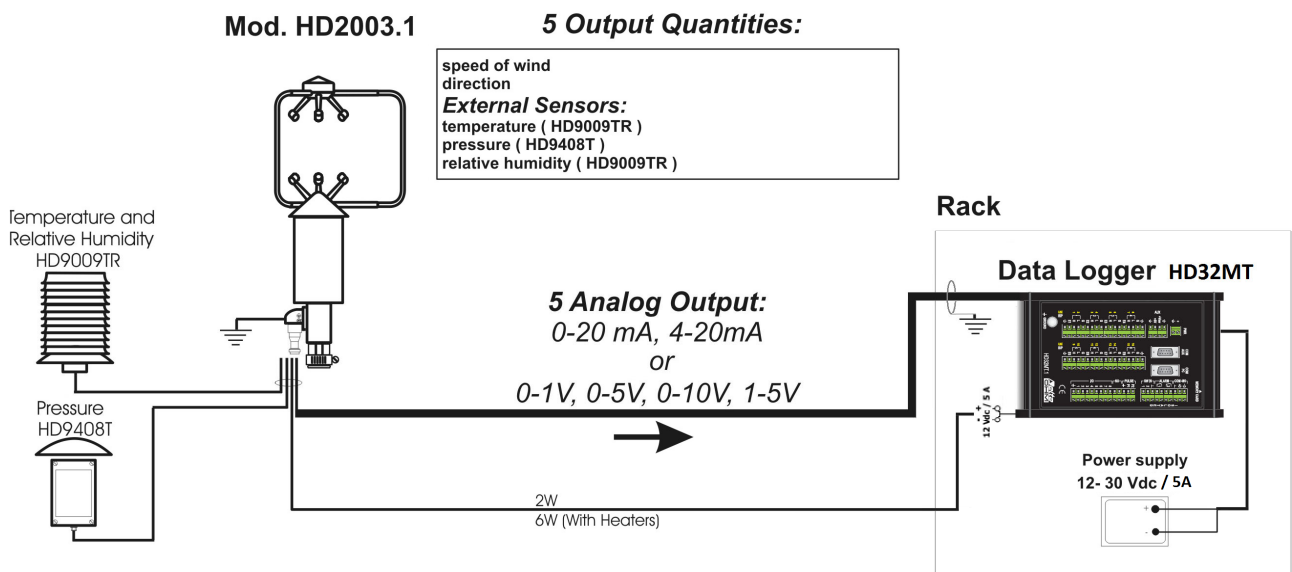 Mod. HD2003.1
5 Output Quantities:
speed of wind
direction
External Sensors:
temperature ( HD9009TR )
pressure ( HD9408T )
relative humidity ( HD9009TR )
Temperature and
Relative Humidity
HD9009TR
Pressure
HD9408T
5 Analog Output:
0-20 mA, 4-20mA
or
0-1V, 0-5V, 0-10V, 1-5V
2W
6W (With Heaters)
Rack
Data Logger HD32MT
12 Vdc / 5 A
Power supply
12- 30 Vdc / 5A
+
-